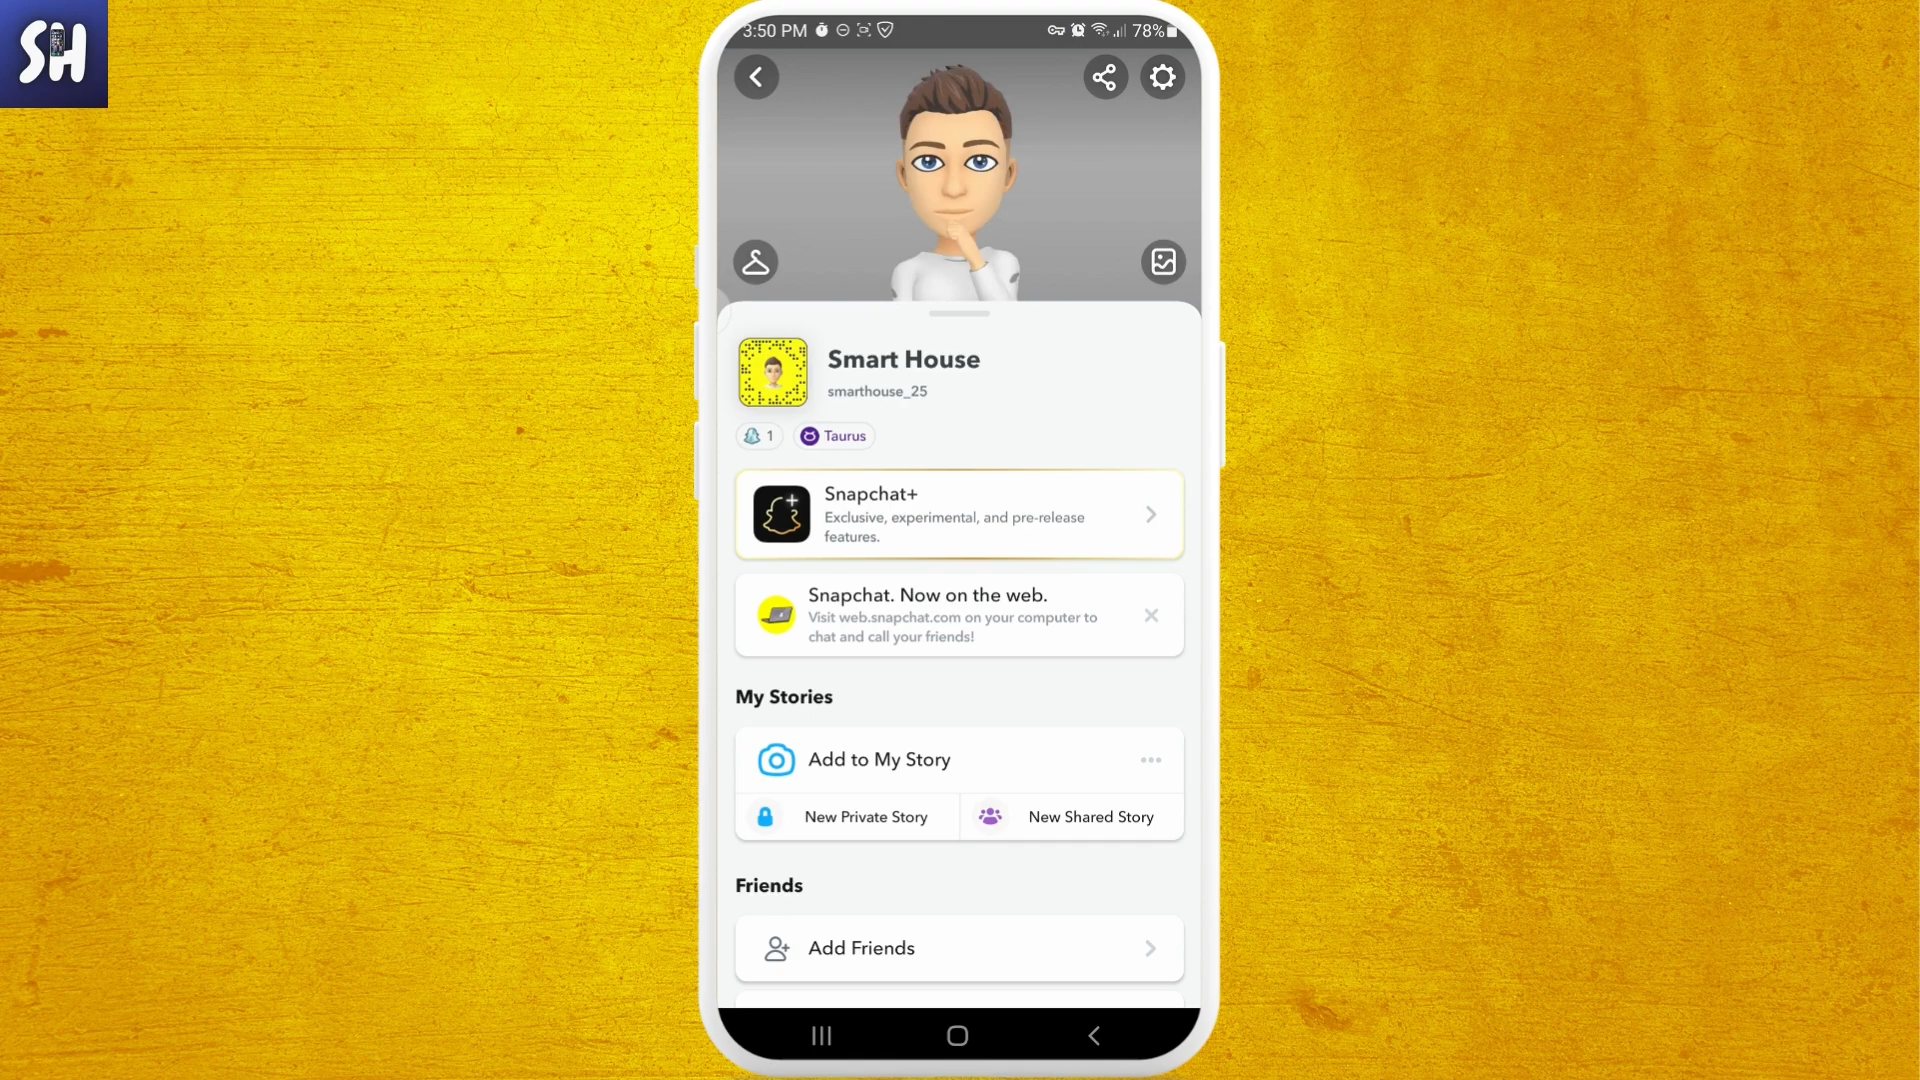 SH
3:50 PM 78%
Smart House
smarthouse_25
1 Taurus
Snapchat+
Exclusive, experimental, and pre-release
features.
Snapchat. Now on the web.
Visit web.snapchat.com on your computer to
chat and call your friends!
My Stories
Add to My Story
New Private Story New Shared Story
Friends
Add Friends